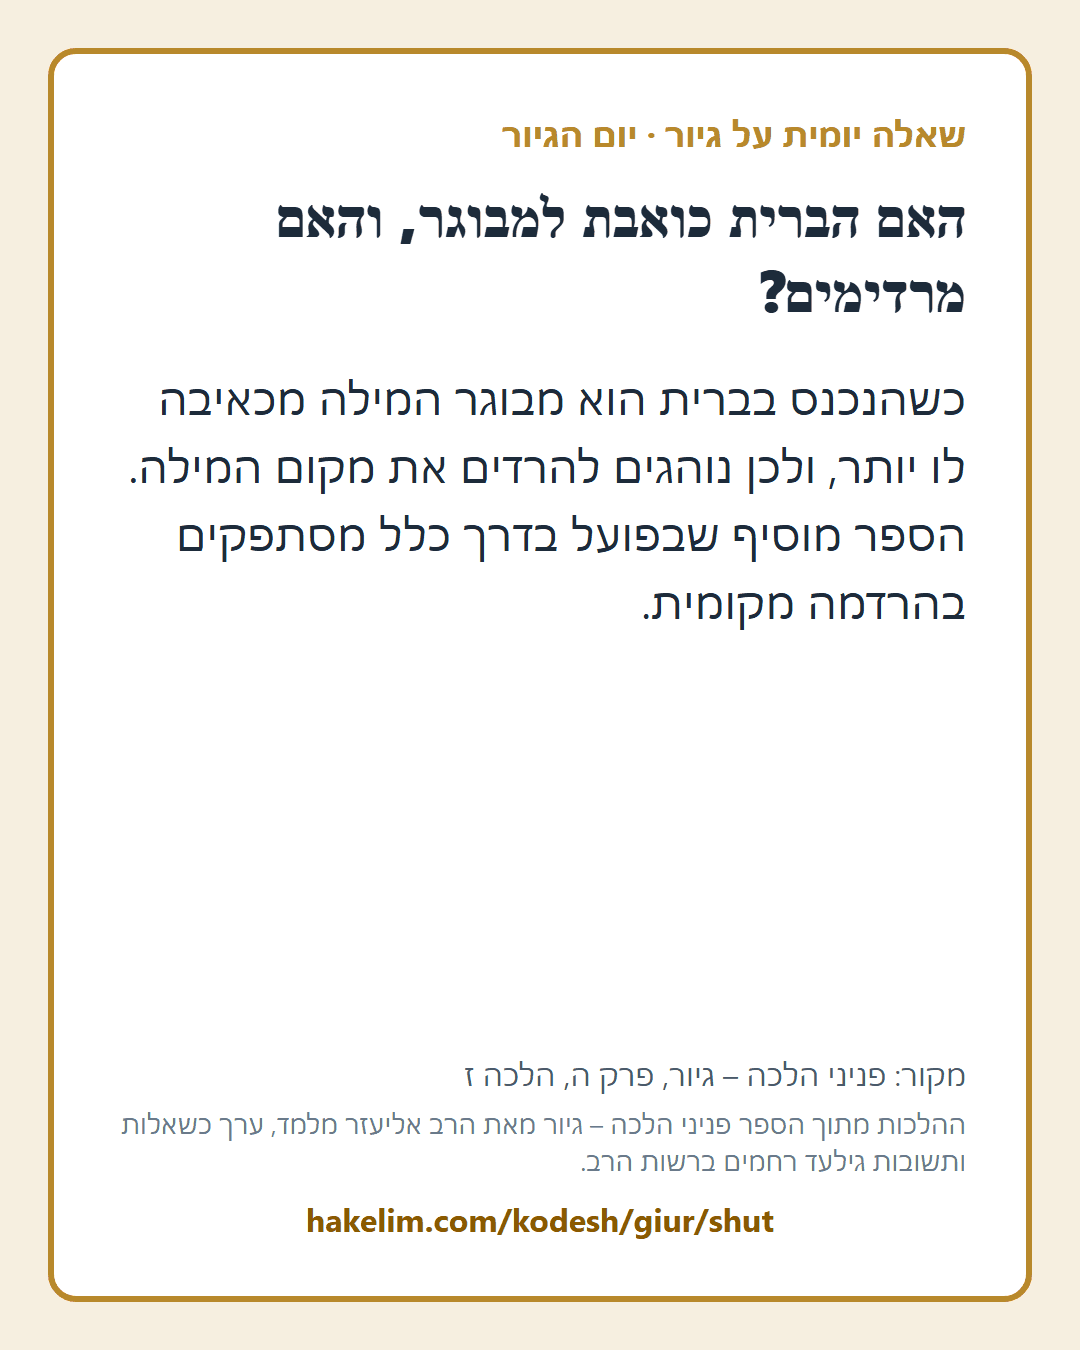 שאלה יומית על גיור · יום הגיור
האם הברית כואבת למבוגר, והאם
מרדימים?
כשהנכנס בברית הוא מבוגר המילה מכאיבה
לו יותר, ולכן נוהגים להרדים את מקום המילה.
הספר מוסיף שבפועל בדרך כלל מסתפקים
בהרדמה מקומית.
מקור: פניני הלכה – גיור, פרק ה, הלכה ז
ההלכות מתוך הספר פניני הלכה – גיור מאת הרב אליעזר מלמד, ערך כשאלות
ותשובות גילעד רחמים ברשות הרב.
hakelim.com/kodesh/giur/shut